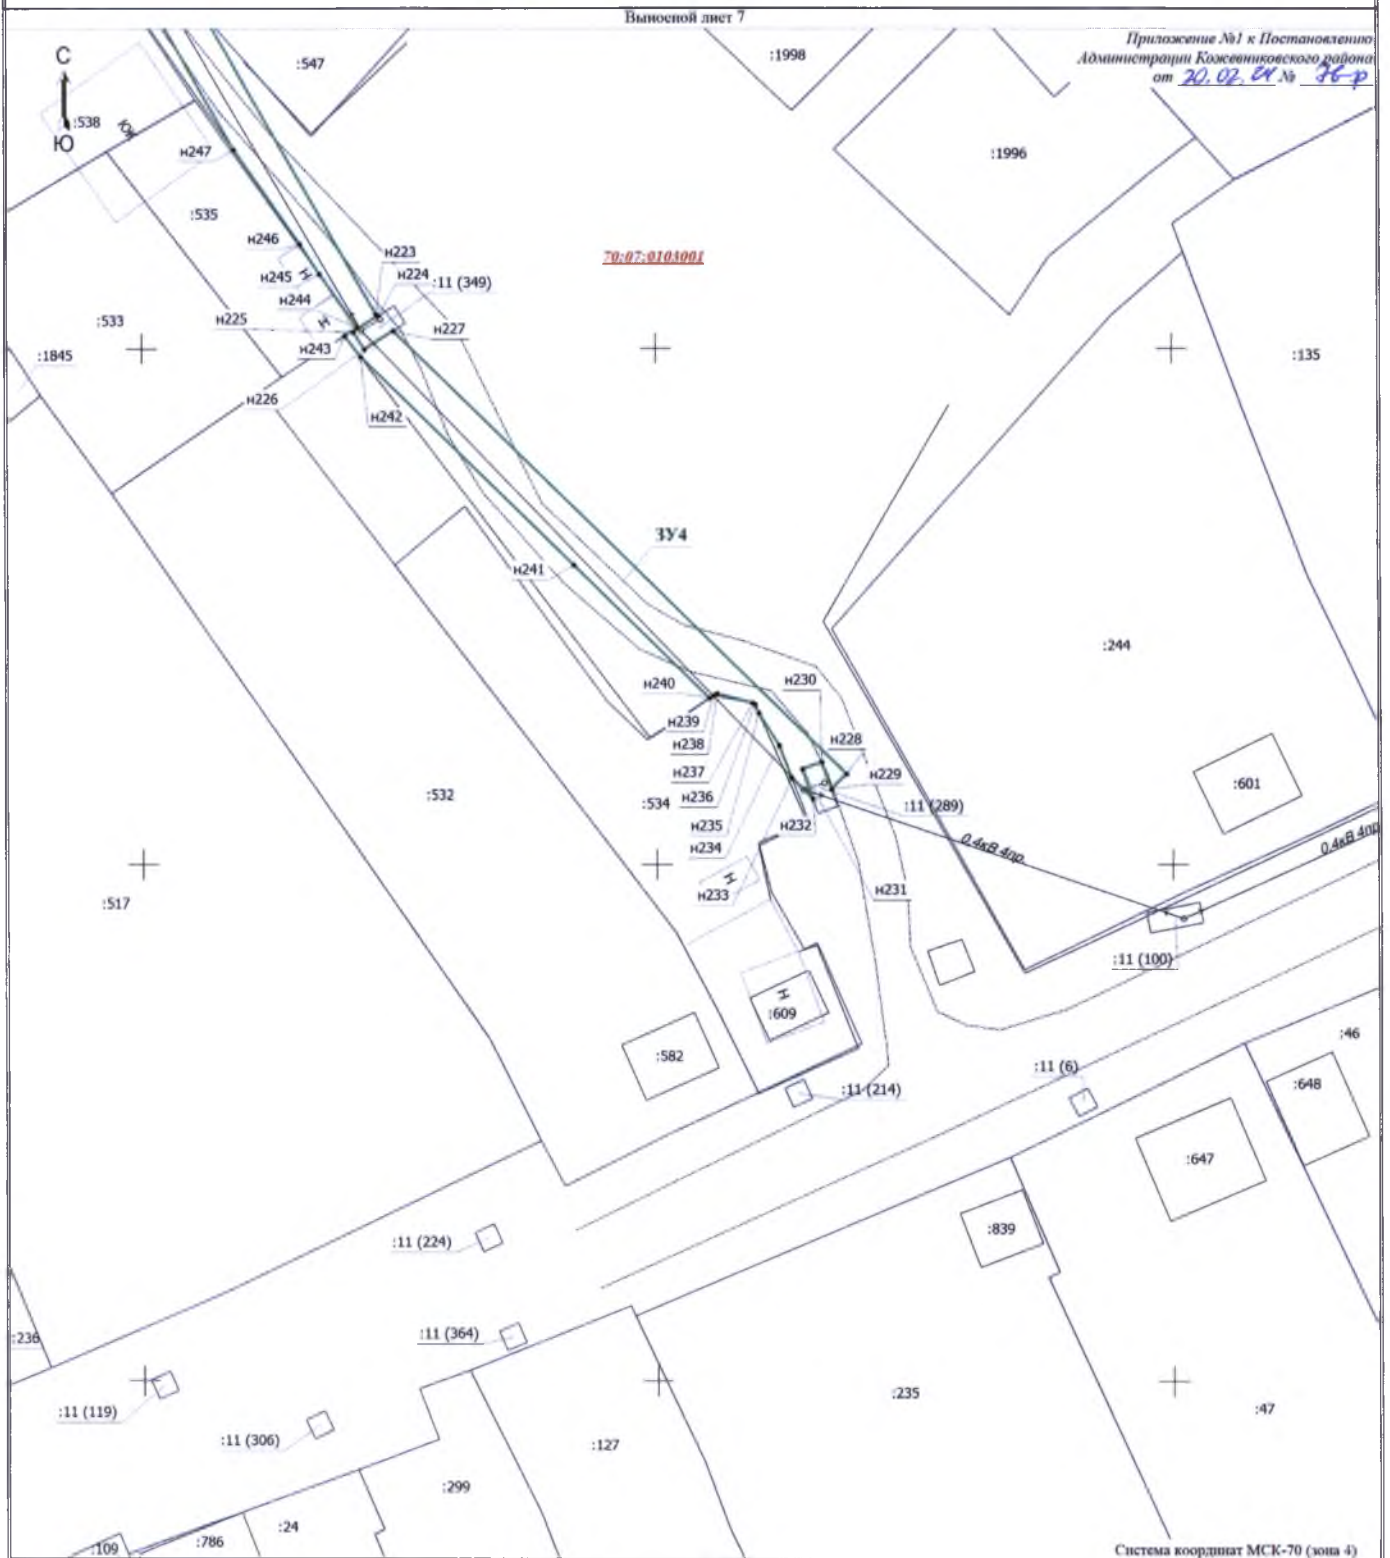 Выносной лист 7
Приложение №1 к Постановлению
Администрации Кожевниковского района
от 20.02.24 № 76-р
С
Ю
:547
:1998
:538
КЖ
н247
:1996
:535
н246
н223
70:07:0103001
н245
Н
н224
:11 (349)
н244
:533
н225
Н
н227
:1845
н243
:135
н226
н242
ЗУ4
н241
:244
н240
н230
н239
н238
н228
н237
н229
:532
:534
н236
:11 (289)
:601
н235
н232
0,4кВ 4пр.
0,4кВ 4пр
н234
Н
н233
н231
:517
:11 (100)
Н
:609
:582
:46
:11 (6)
:11 (214)
:648
:647
:11 (224)
:839
:236
:11 (364)
:235
:11 (119)
:47
:11 (306)
:127
:299
:24
:786
:109
Система координат МСК-70 (зона 4)